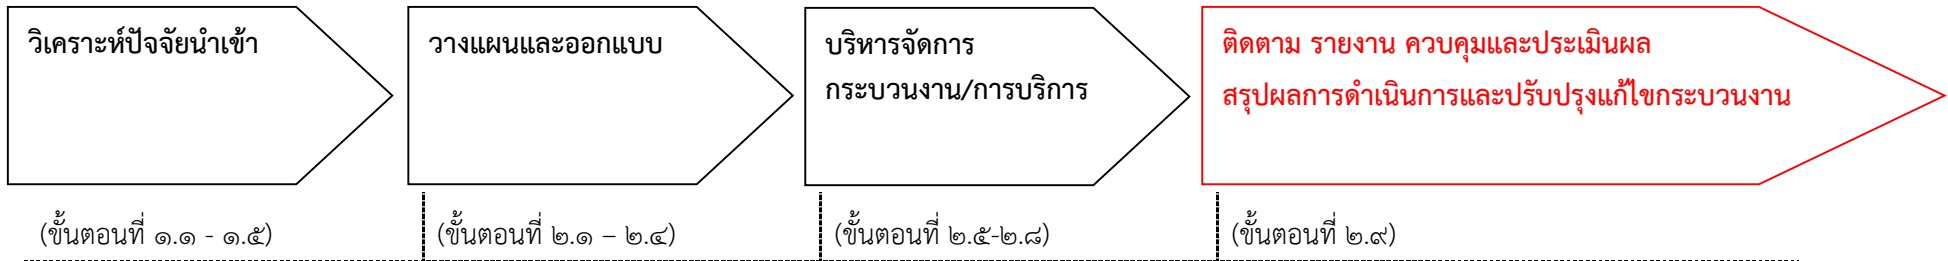 วิเคราะห์ปัจจัยนำเข้า
วางแผนและออกแบบ
บริหารจัดการ
กระบวนงาน/การบริการ
ติดตาม รายงาน ควบคุมและประเมินผล
สรุปผลการดำเนินการและปรับปรุงแก้ไขกระบวนงาน
(ขั้นตอนที่ ๑.๑ - ๑.๕)
(ขั้นตอนที่ ๒.๑ – ๒.๔)
(ขั้นตอนที่ ๒.๕-๒.๘)
(ขั้นตอนที่ ๒.๙)